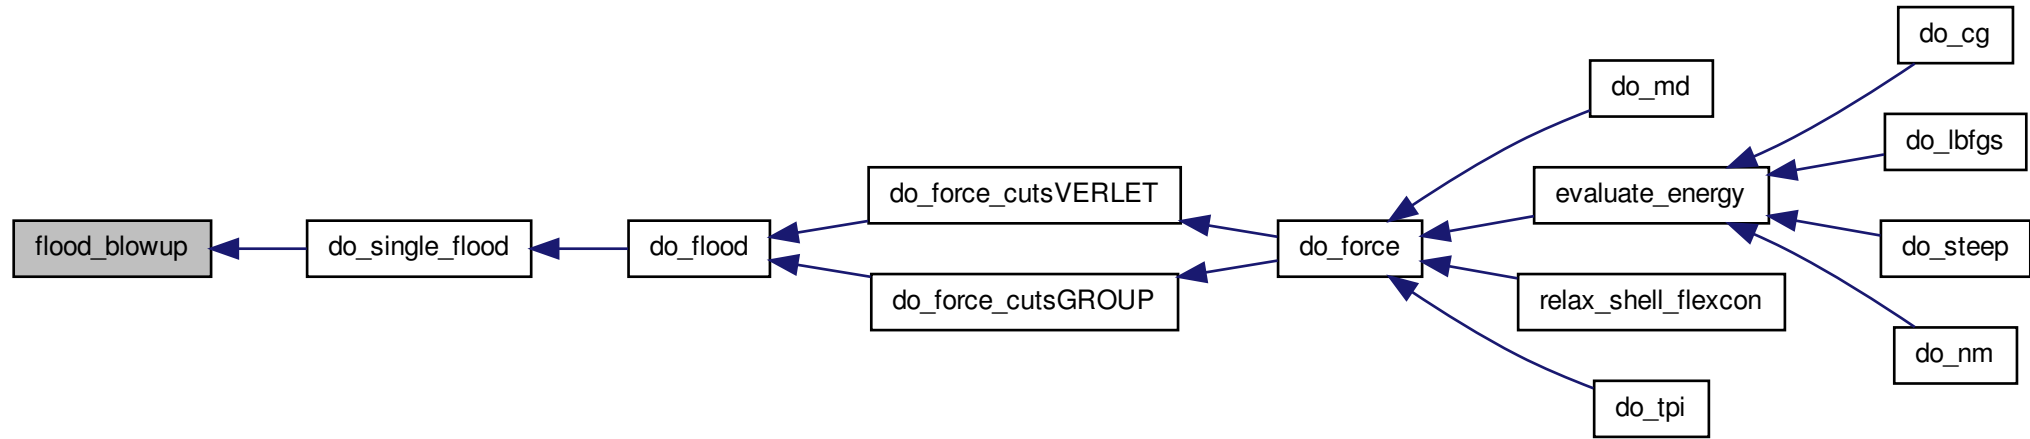 flood_blowup
do_single_flood
do_flood
do_force_cutsVERLET
do_force_cutsGROUP
do_force
do_md
evaluate_energy
relax_shell_flexcon
do_tpi
do_cg
do_lbfgs
do_steep
do_nm